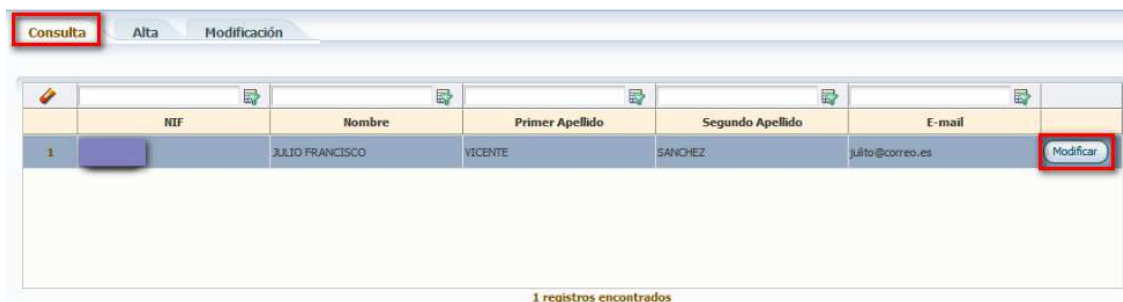 Consulta Alta Modificación
NIF Nombre Primer Apellido Segundo Apellido E-mail
1 JULIO FRANCISCO VICENTE SANCHEZ julito@correo.es Modificar
1 registros encontrados